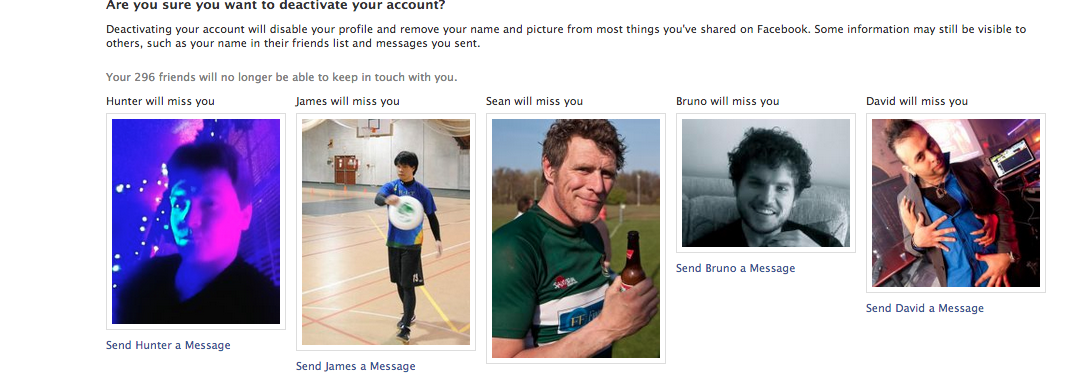 Are you sure you want to deactivate your account?
Deactivating your account will disable your profile and remove your name and picture from most things you've shared on Facebook. Some information may still be visible to
others, such as your name in their friends list and messages you sent.
Your 296 friends will no longer be able to keep in touch with you.
Hunter will miss you
James will miss you
Sean will miss you
Bruno will miss you
David will miss you
Send Bruno a Message
Send David a Message
Send Hunter a Message
Send James a Message